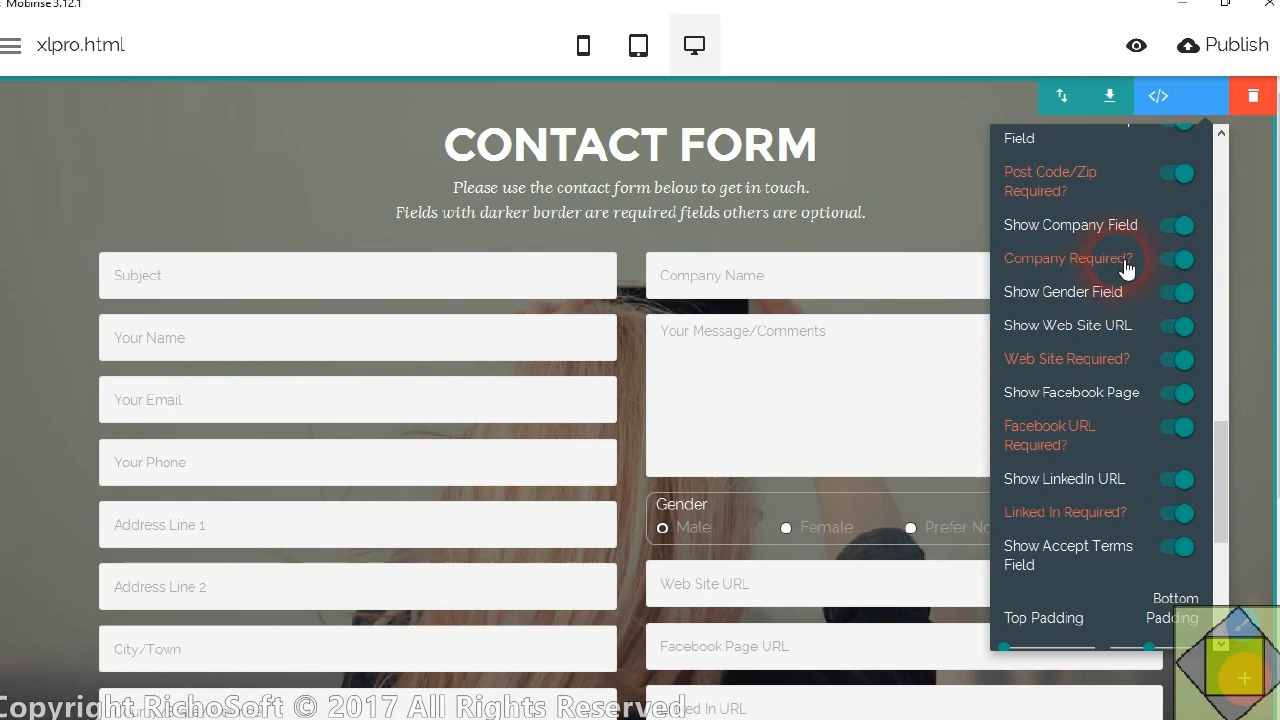 Mobirise 3.12.1
xlpro.html
Publish
</>
CONTACT FORM
Please use the contact form below to get in touch.
Fields with darker border are required fields others are optional.
Subject
Your Name
Your Email
Your Phone
Address Line 1
Address Line 2
City/Town
Company Name
Your Message/Comments
Gender
Male
Female
Prefer No
Web Site URL
Facebook Page URL
Linked In URL
Field
Post Code/Zip
Required?
Show Company Field
Company Required?
Show Gender Field
Show Web Site URL
Web Site Required?
Show Facebook Page
Facebook URL
Required?
Show LinkedIn URL
Linked In Required?
Show Accept Terms
Field
Top Padding
Bottom
Padding
Copyright RichoSoft © 2017 All Rights Reserved